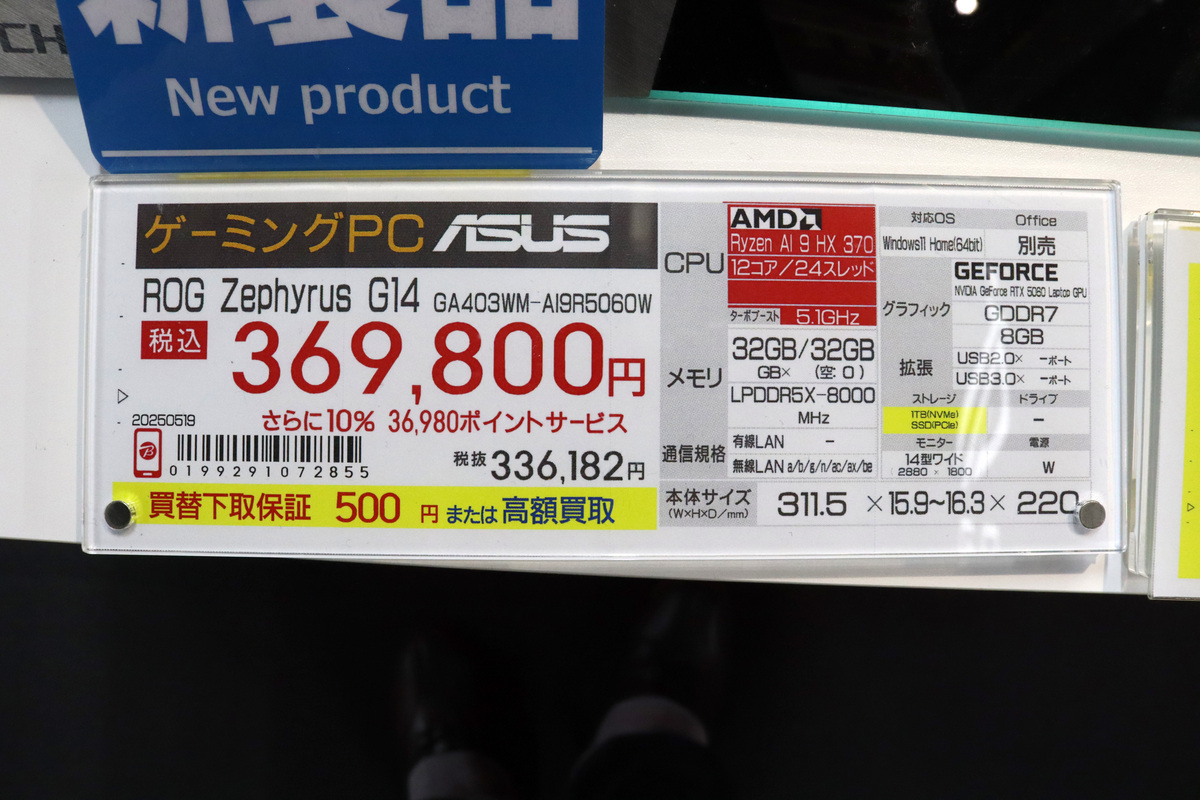 CH
新製品
New product
ゲーミングPC ASUS
ROG Zephyrus G14 GA403WM-AI9R5060W
税込 369,800円
さらに10% 36,980ポイントサービス
20250519
0199291072855
税抜 336,182円
買替下取保証 500 円 または 高額買取
CPU
AMD
Ryzen AI 9 HX 370
12コア/24スレッド
ターボブースト 5.1GHz
メモリ
32GB/32GB
GB× (空: 0)
LPDDR5X-8000
MHz
通信規格
有線LAN -
無線LAN a/b/g/n/ac/ax/be
本体サイズ
(W×H×D/mm)
311.5 ×15.9~16.3× 220
対応OS Office
Windows11 Home(64bit) 別売
グラフィック
GEFORCE
NVIDIA GeForce RTX 5060 Laptop GPU
GDDR7
8GB
拡張
USB2.0× -ポート
USB3.0× -ポート
ストレージ ドライブ
1TB(NVMe)
SSD(PCIe)
-
モニター 電源
14型ワイド
2880 × 1800
W